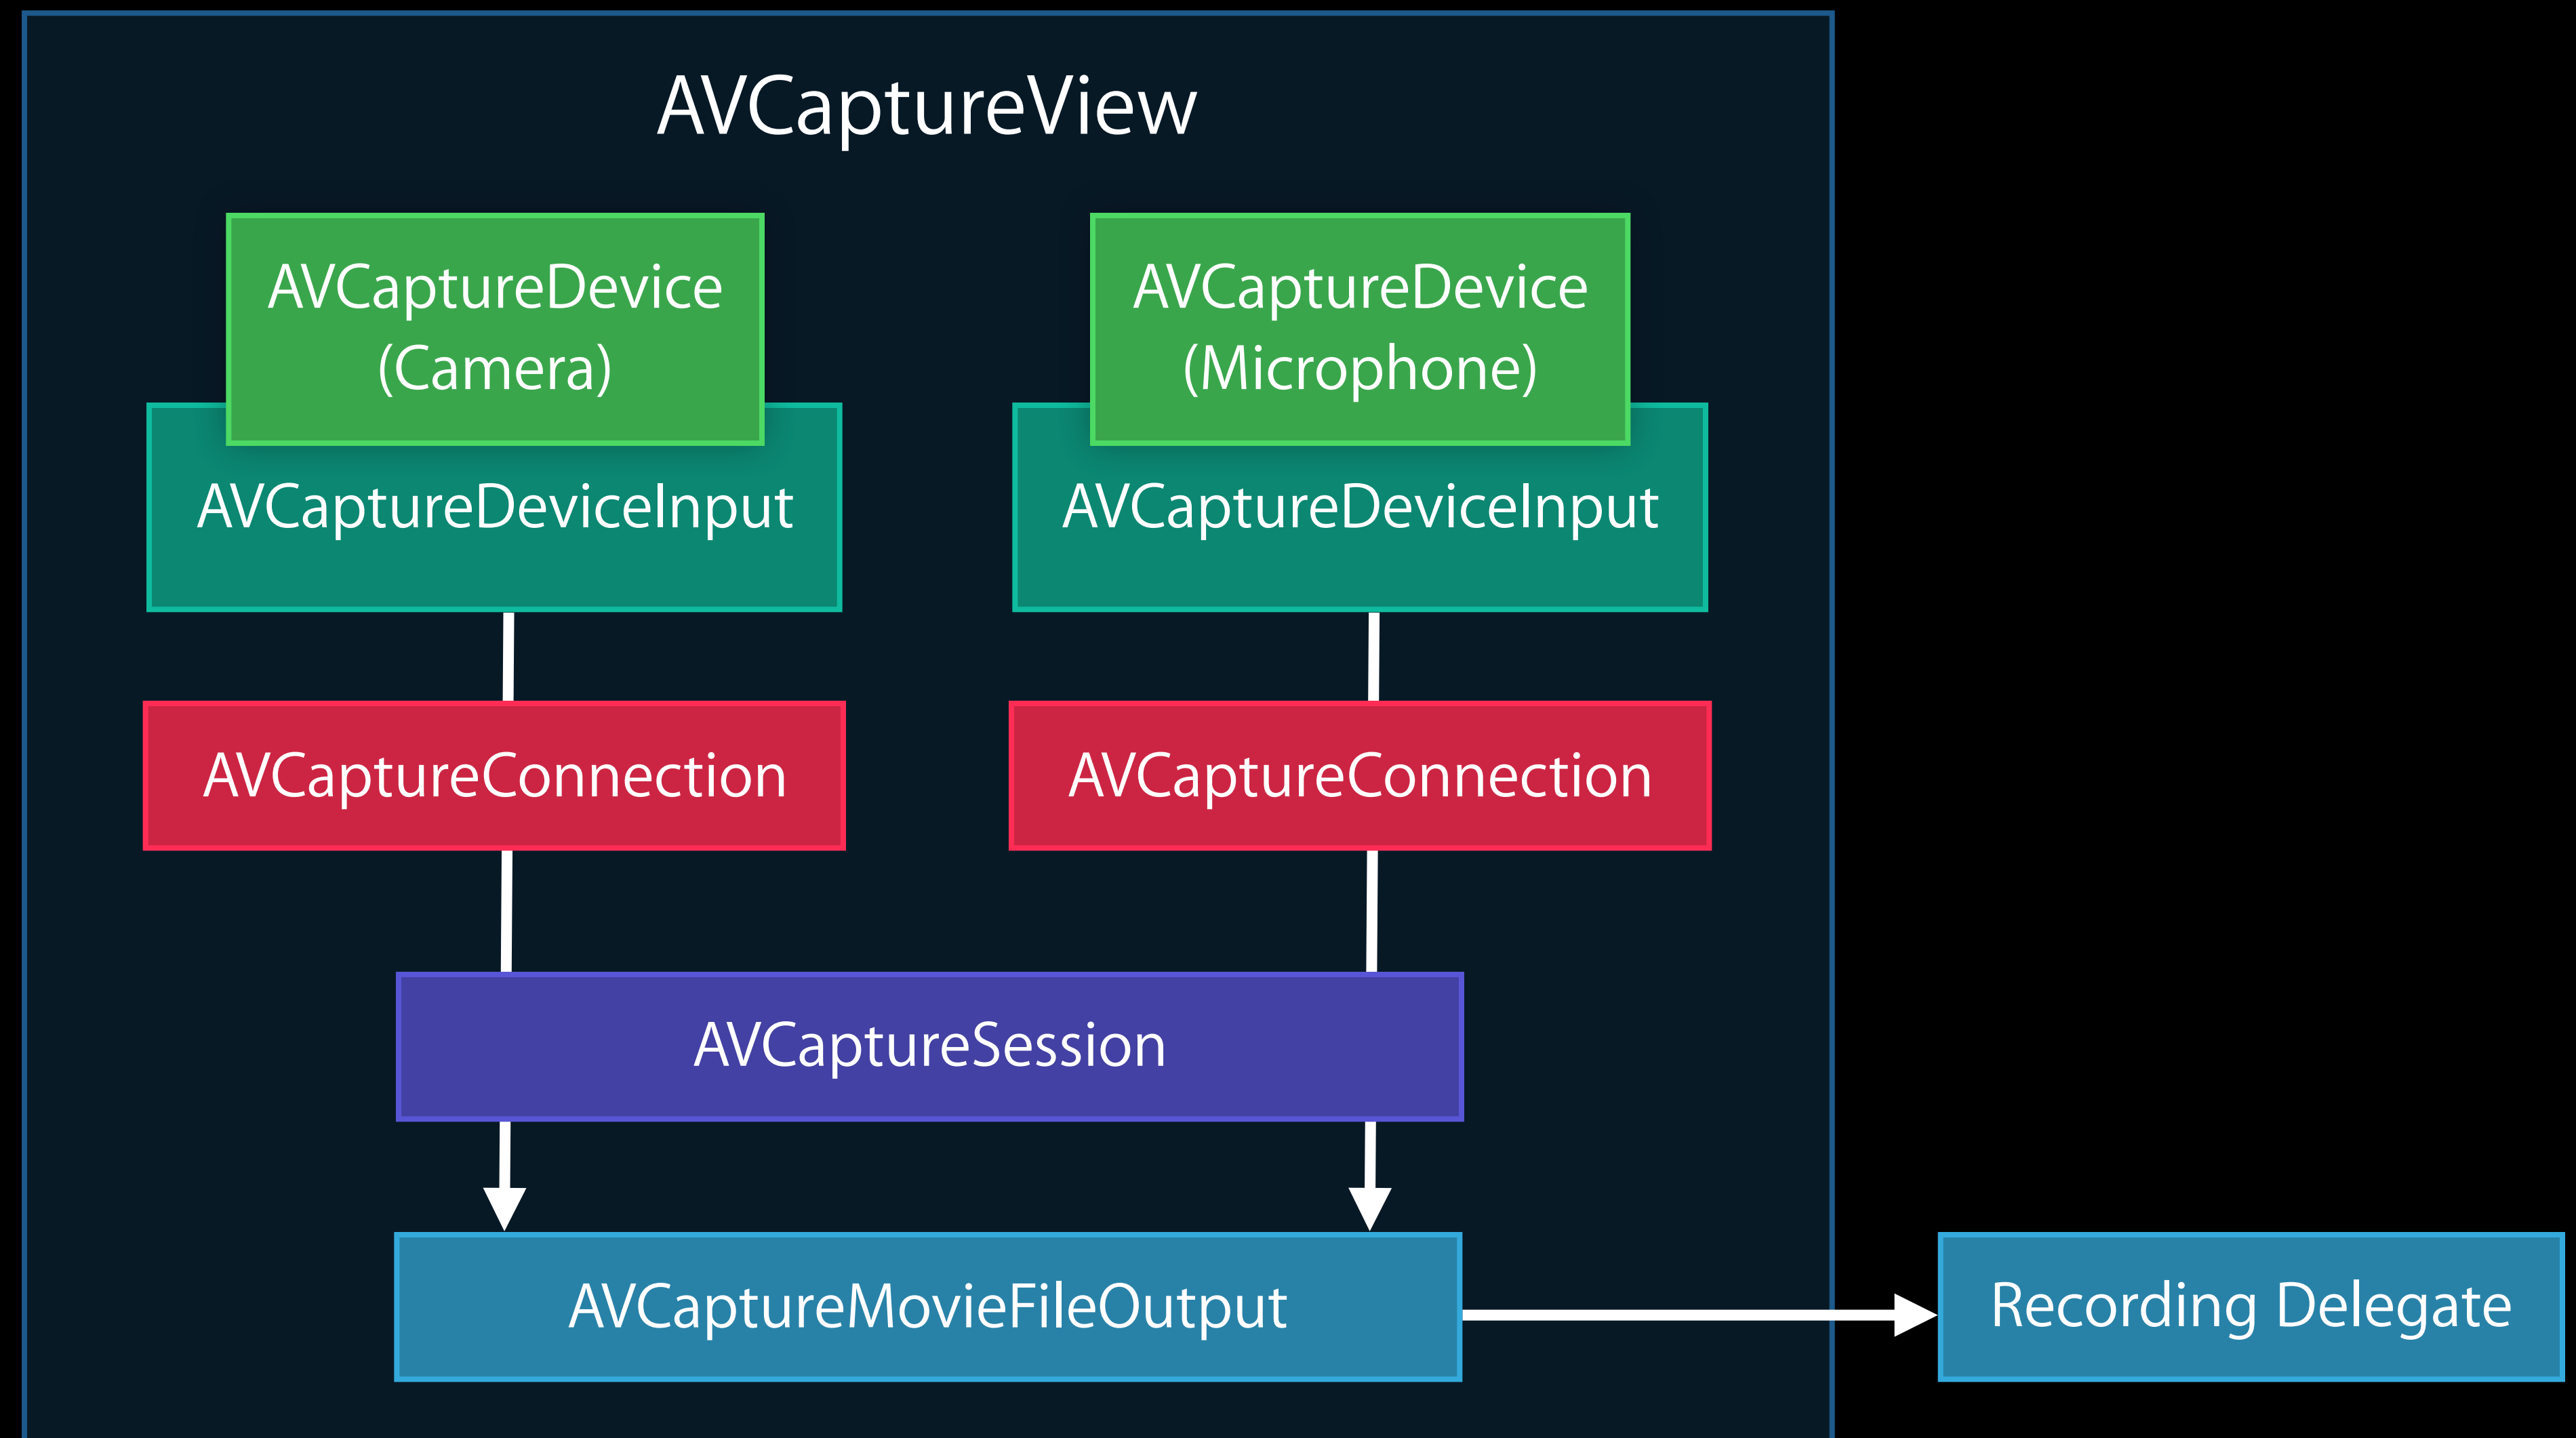 AVCaptureView
AVCaptureDevice
(Camera)
AVCaptureDevice
(Microphone)
AVCaptureDeviceInput
AVCaptureDeviceInput
AVCaptureConnection
AVCaptureConnection
AVCaptureSession
AVCaptureMovieFileOutput
Recording Delegate